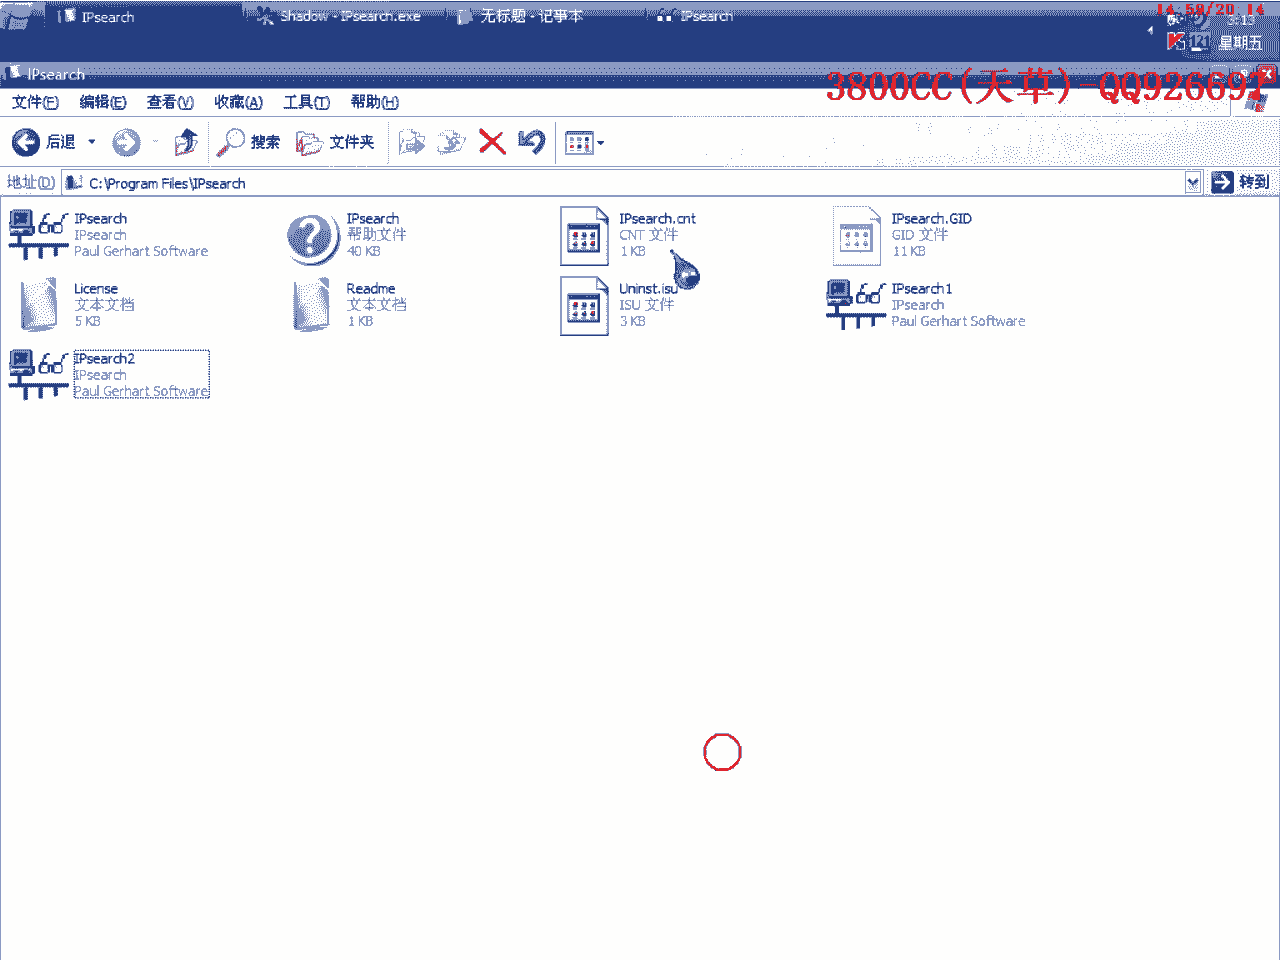 IPsearch
Shadow - IPsearch.exe
无标题 - 记事本
IPsearch
14:59/20:14
3:13
星期五
IPsearch
3800CC(天草)-QQ926697
文件(F) 编辑(E) 查看(V) 收藏(A) 工具(T) 帮助(H)
后退 搜索 文件夹
地址(D) C:\Program Files\IPsearch 转到
IPsearch
IPsearch
Paul Gerhart Software
IPsearch
帮助文件
40 KB
IPsearch.cnt
CNT 文件
1 KB
IPsearch.GID
GID 文件
11 KB
License
文本文档
5 KB
Readme
文本文档
1 KB
Uninst.isu
ISU 文件
3 KB
IPsearch1
IPsearch
Paul Gerhart Software
IPsearch2
IPsearch
Paul Gerhart Software